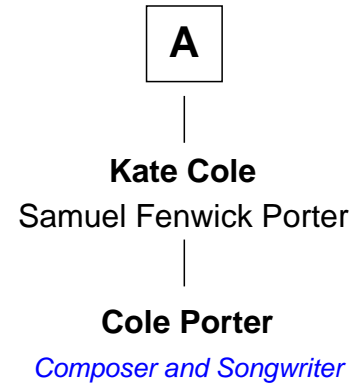 A
Kate Cole
Samuel Fenwick Porter
Cole Porter
Composer and Songwriter